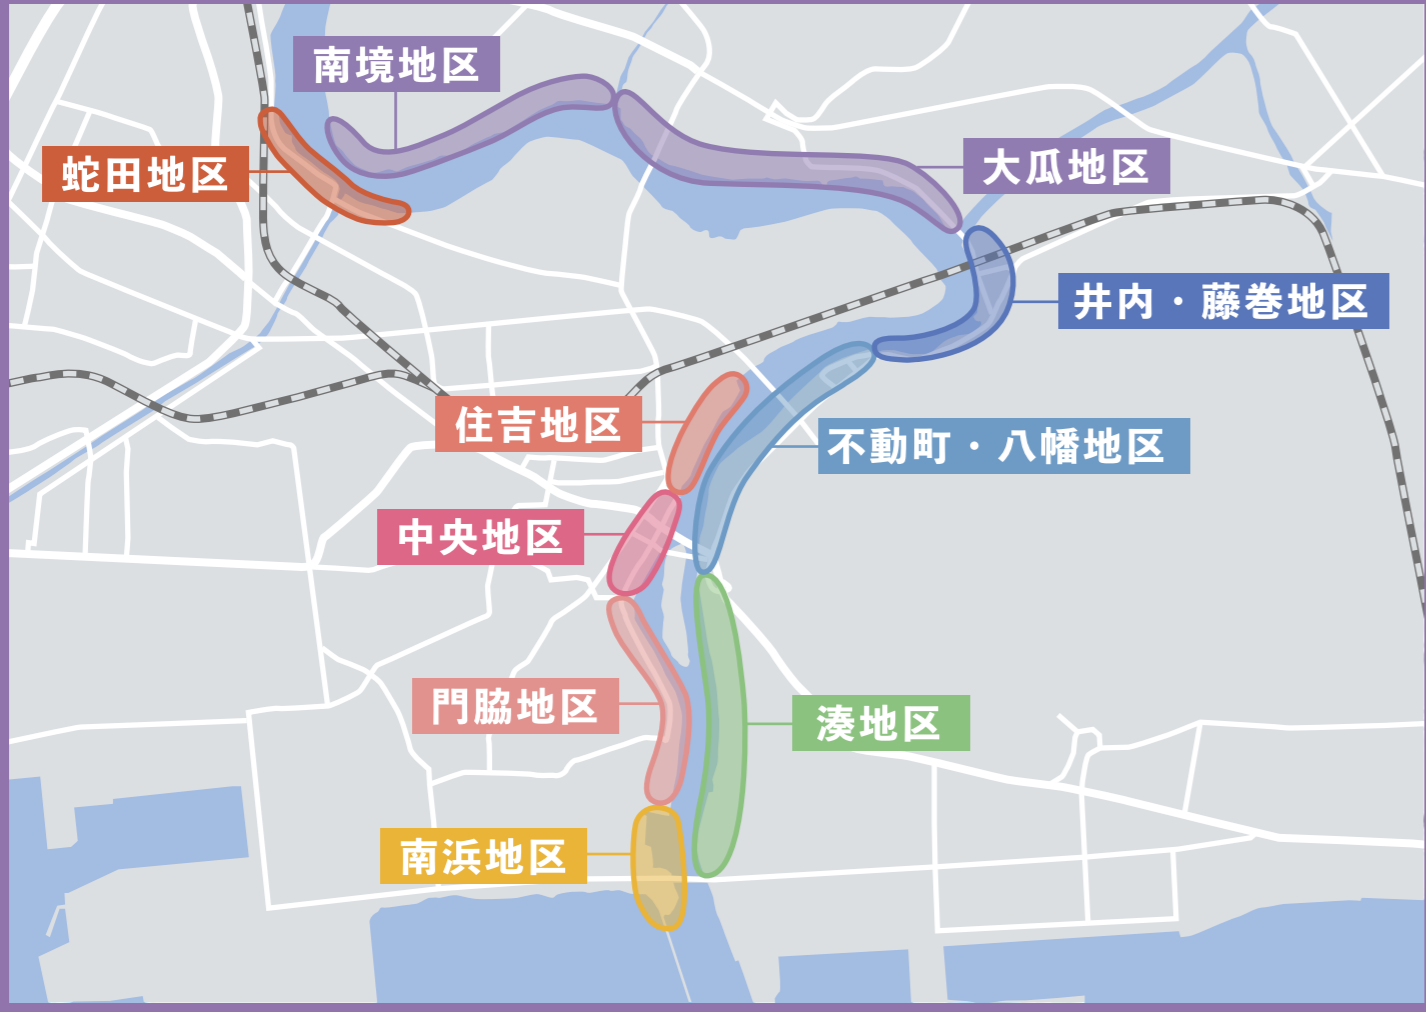 南境地区
大瓜地区
蛇田地区
井内・藤巻地区
住吉地区
不動町・八幡地区
中央地区
門脇地区
湊地区
南浜地区